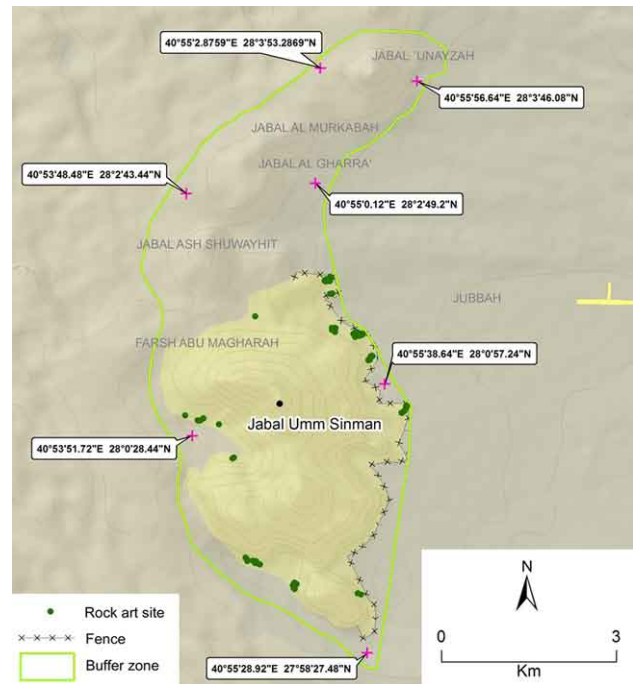 40°55'2.8759"E 28°3'53.2869"N
JABAL 'UNAYZAH
40°55'56.64"E 28°3'46.08"N
JABAL AL MURKABAH
JABAL AL GHARRA'
40°53'48.48"E 28°2'43.44"N
40°55'0.12"E 28°2'49.2"N
JABAL ASH SHUWAYHIT
JUBBAH
FARSH ABU MAGHARAH
40°55'38.64"E 28°0'57.24"N
Jabal Umm Sinman
40°53'51.72"E 28°0'28.44"N
Rock art site
Fence
Buffer zone
40°55'28.92"E 27°58'27.48"N
N
0 3
Km